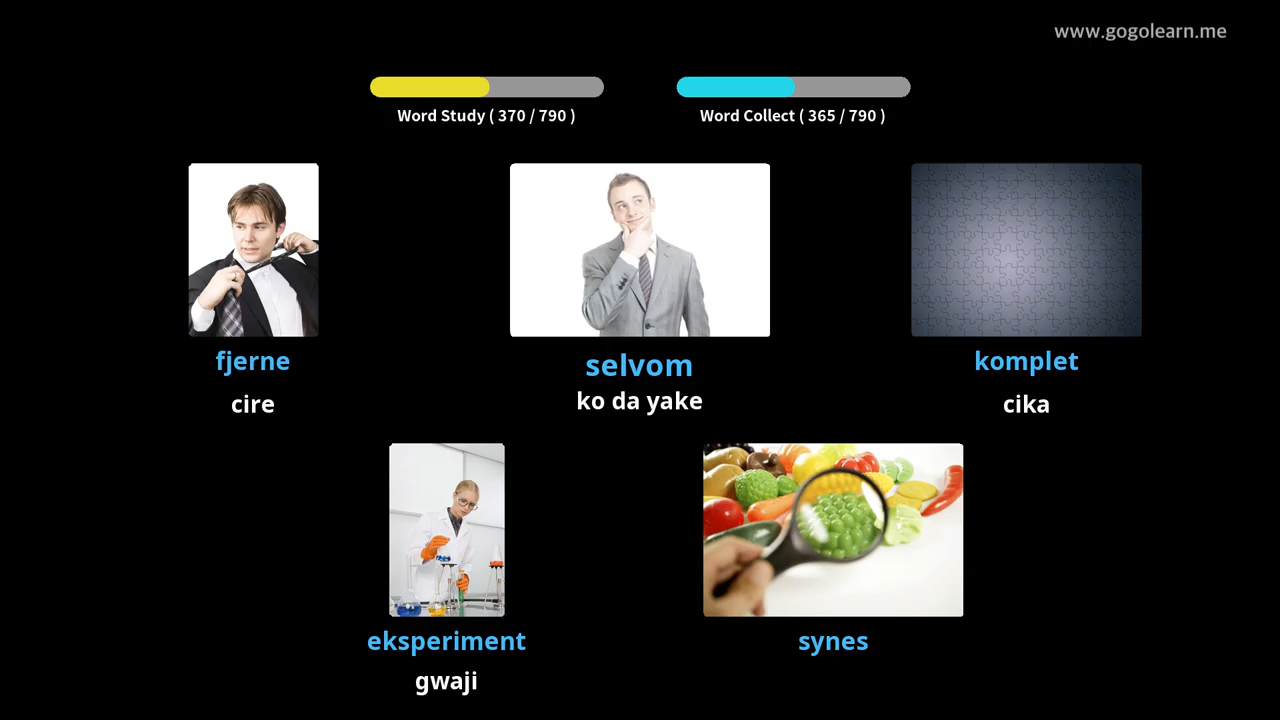 www.gogolearn.me
Word Study ( 370 / 790 )
Word Collect ( 365 / 790 )
fjerne
cire
selvom
ko da yake
komplet
cika
eksperiment
gwaji
synes